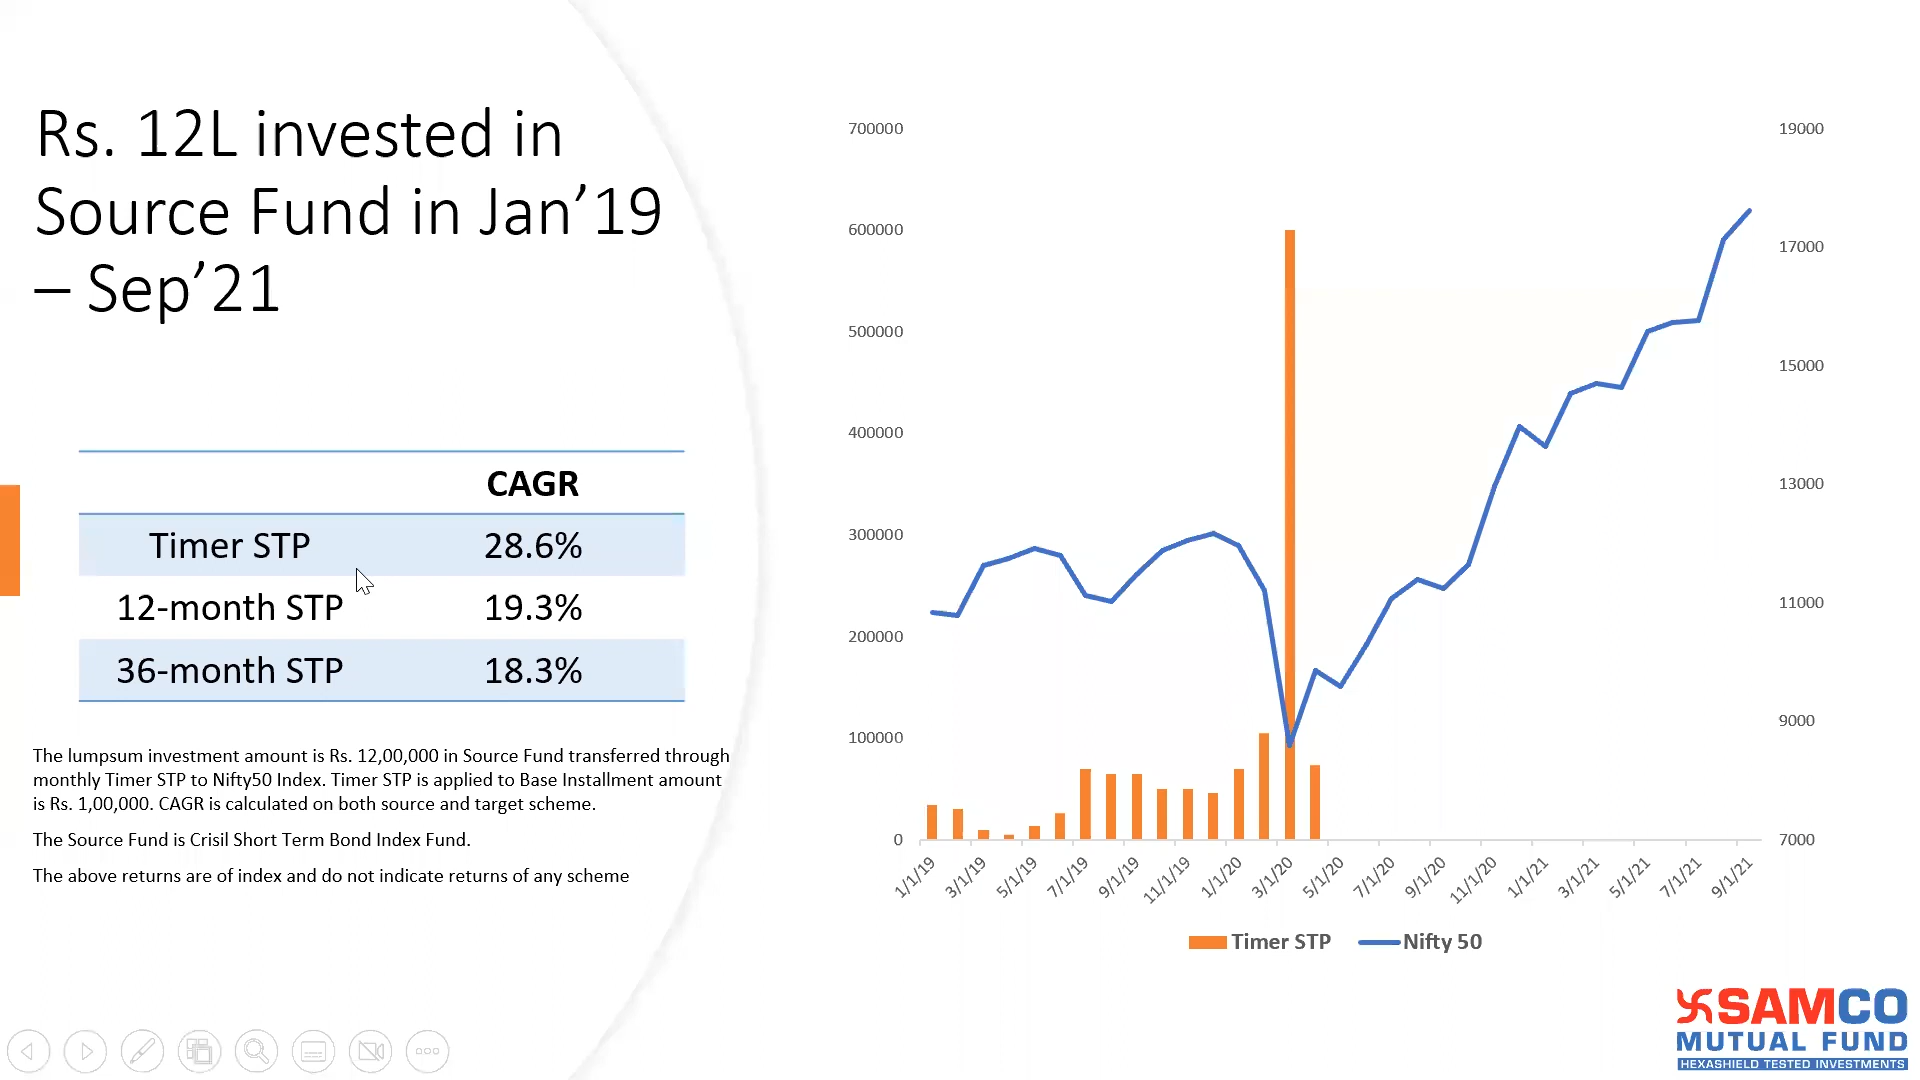 Rs. 12L invested in
Source Fund in Jan’19
– Sep’21
CAGR
Timer STP 28.6%
12-month STP 19.3%
36-month STP 18.3%
The lumpsum investment amount is Rs. 12,00,000 in Source Fund transferred through
monthly Timer STP to Nifty50 Index. Timer STP is applied to Base Installment amount
is Rs. 1,00,000. CAGR is calculated on both source and target scheme.
The Source Fund is Crisil Short Term Bond Index Fund.
The above returns are of index and do not indicate returns of any scheme
700000
600000
500000
400000
300000
200000
100000
0
19000
17000
15000
13000
11000
9000
7000
1/1/19 3/1/19 5/1/19 7/1/19 9/1/19 11/1/19 1/1/20 3/1/20 5/1/20 7/1/20 9/1/20 11/1/20 1/1/21 3/1/21 5/1/21 7/1/21 9/1/21
Timer STP Nifty 50
SAMCO
MUTUAL FUND
HEXASHIELD TESTED INVESTMENTS